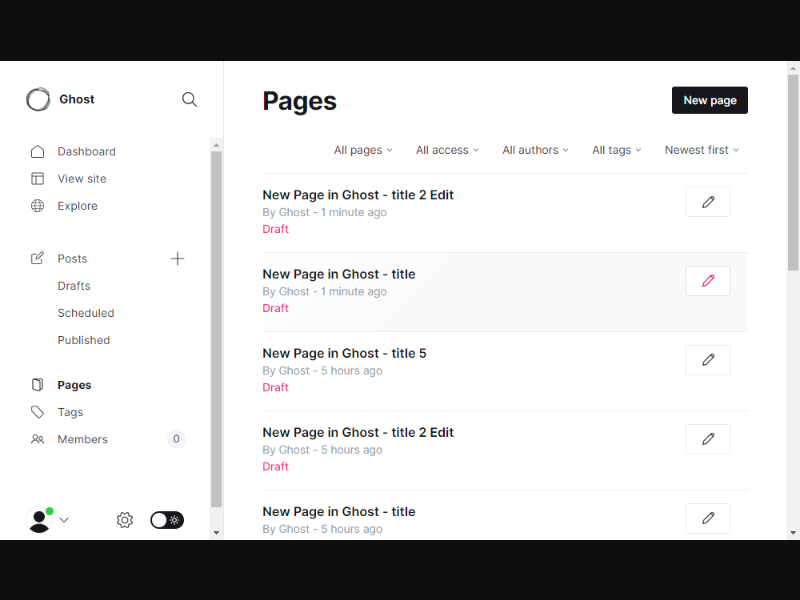 Ghost
Dashboard
View site
Explore
Posts
Drafts
Scheduled
Published
Pages
Tags
Members 0
Pages
New page
All pages All access All authors All tags Newest first
New Page in Ghost - title 2 Edit
By Ghost - 1 minute ago
Draft
New Page in Ghost - title
By Ghost - 1 minute ago
Draft
New Page in Ghost - title 5
By Ghost - 5 hours ago
Draft
New Page in Ghost - title 2 Edit
By Ghost - 5 hours ago
Draft
New Page in Ghost - title
By Ghost - 5 hours ago